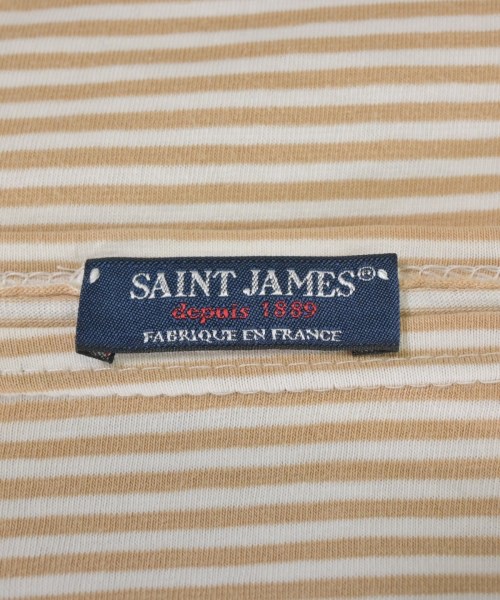 SAINT JAMES®
depuis 1889
FABRIQUE EN FRANCE